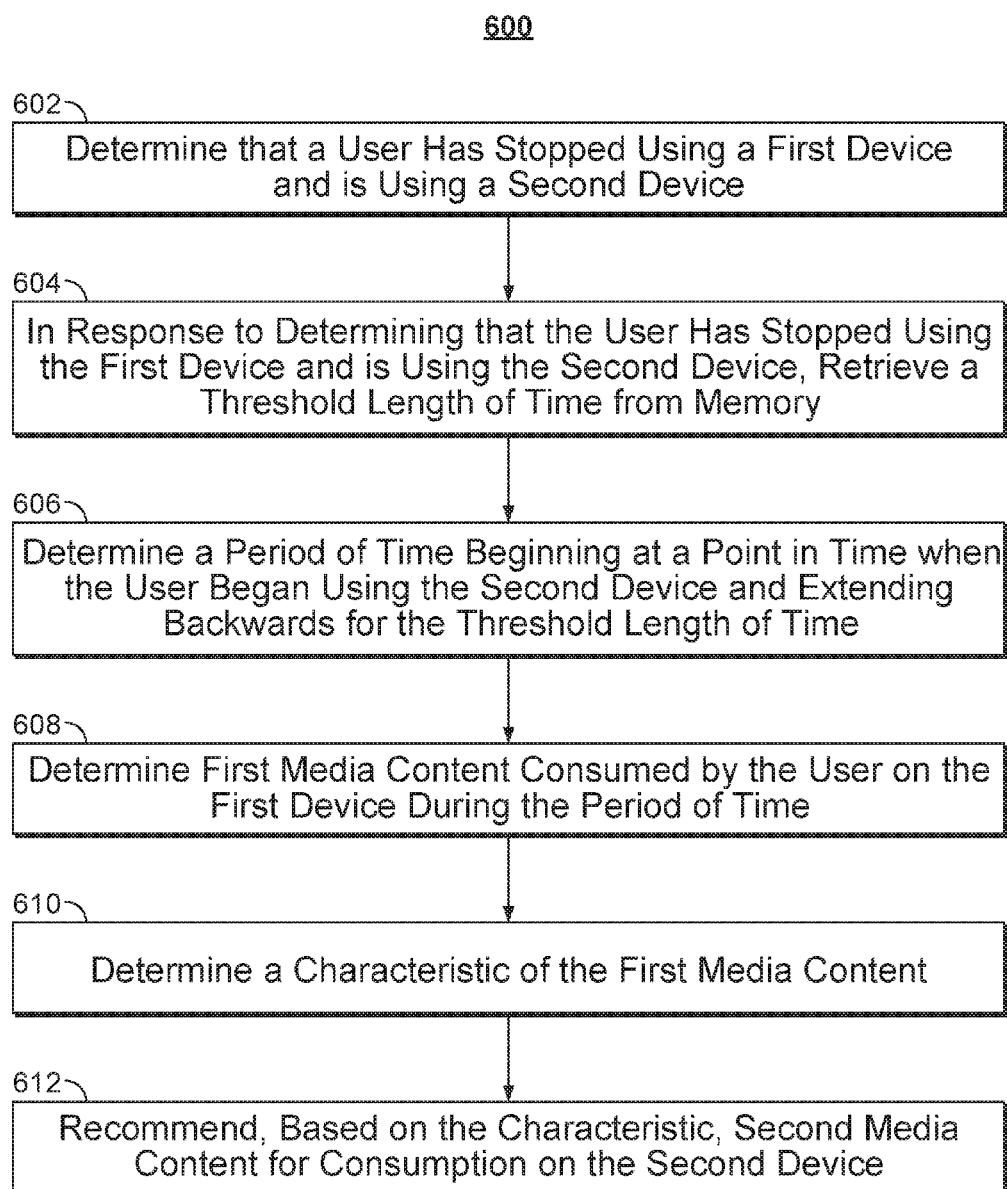 600
602
Determine that a User Has Stopped Using a First Device
and is Using a Second Device
604
In Response to Determining that the User Has Stopped Using
the First Device and is Using the Second Device, Retrieve a
Threshold Length of Time from Memory
606
Determine a Period of Time Beginning at a Point in Time when
the User Began Using the Second Device and Extending
Backwards for the Threshold Length of Time
608
Determine First Media Content Consumed by the User on the
First Device During the Period of Time
610
Determine a Characteristic of the First Media Content
612
Recommend, Based on the Characteristic, Second Media
Content for Consumption on the Second Device